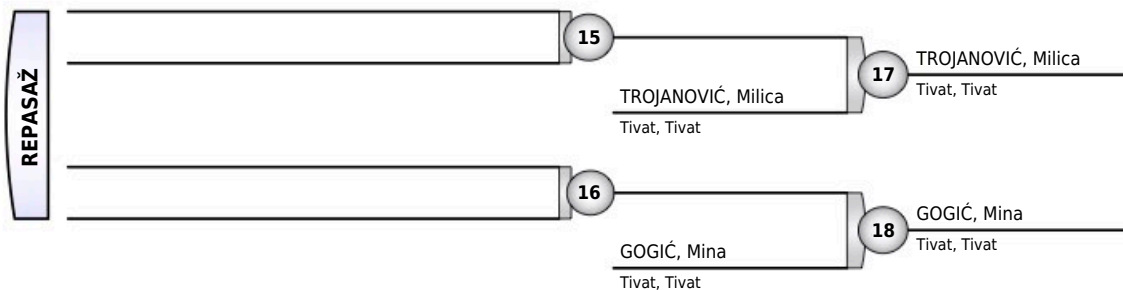 REPASAŽ
15
TROJANOVIĆ, Milica
Tivat, Tivat
17
TROJANOVIĆ, Milica
Tivat, Tivat
16
GOGIĆ, Mina
Tivat, Tivat
18
GOGIĆ, Mina
Tivat, Tivat